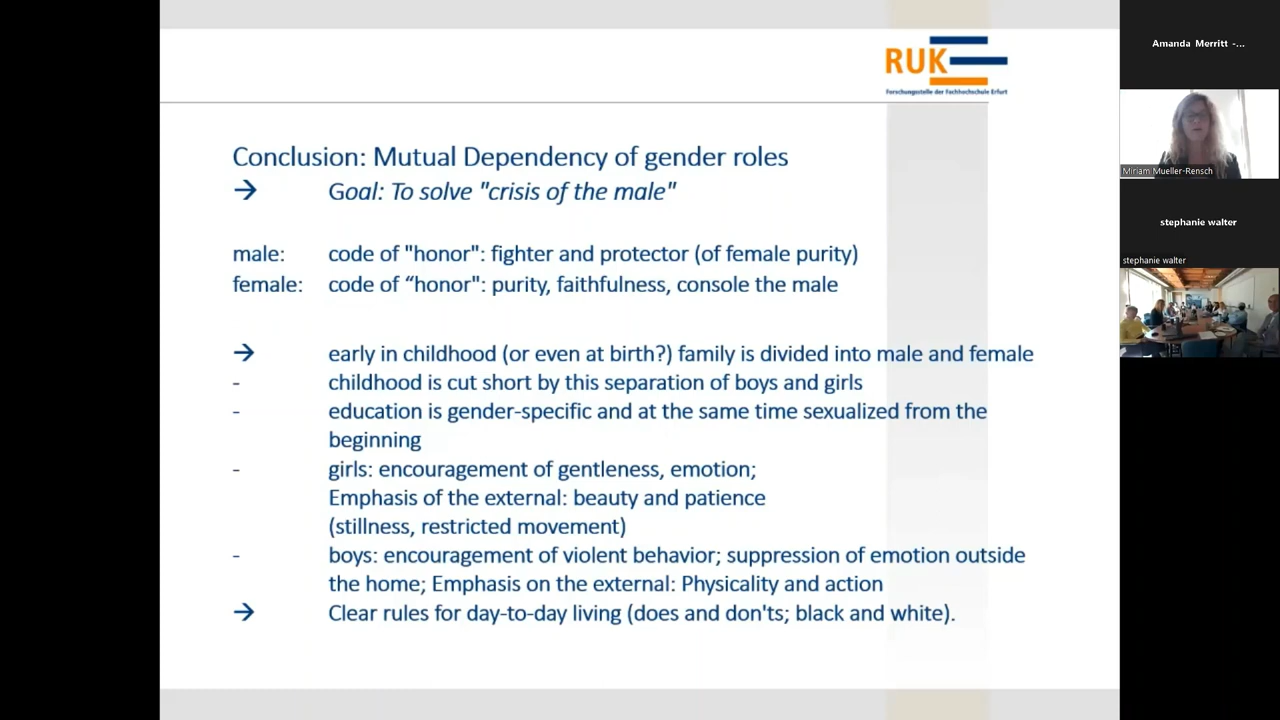 RUK
Forschungsstelle der Fachhochschule Erfurt
Conclusion: Mutual Dependency of gender roles
→ Goal: To solve "crisis of the male"
male: code of "honor": fighter and protector (of female purity)
female: code of “honor": purity, faithfulness, console the male
→ early in childhood (or even at birth?) family is divided into male and female
- childhood is cut short by this separation of boys and girls
- education is gender-specific and at the same time sexualized from the
beginning
- girls: encouragement of gentleness, emotion;
Emphasis of the external: beauty and patience
(stillness, restricted movement)
- boys: encouragement of violent behavior; suppression of emotion outside
the home; Emphasis on the external: Physicality and action
→ Clear rules for day-to-day living (does and don'ts; black and white).
Amanda Merritt -...
Miriam Mueller-Rensch
stephanie walter
stephanie walter